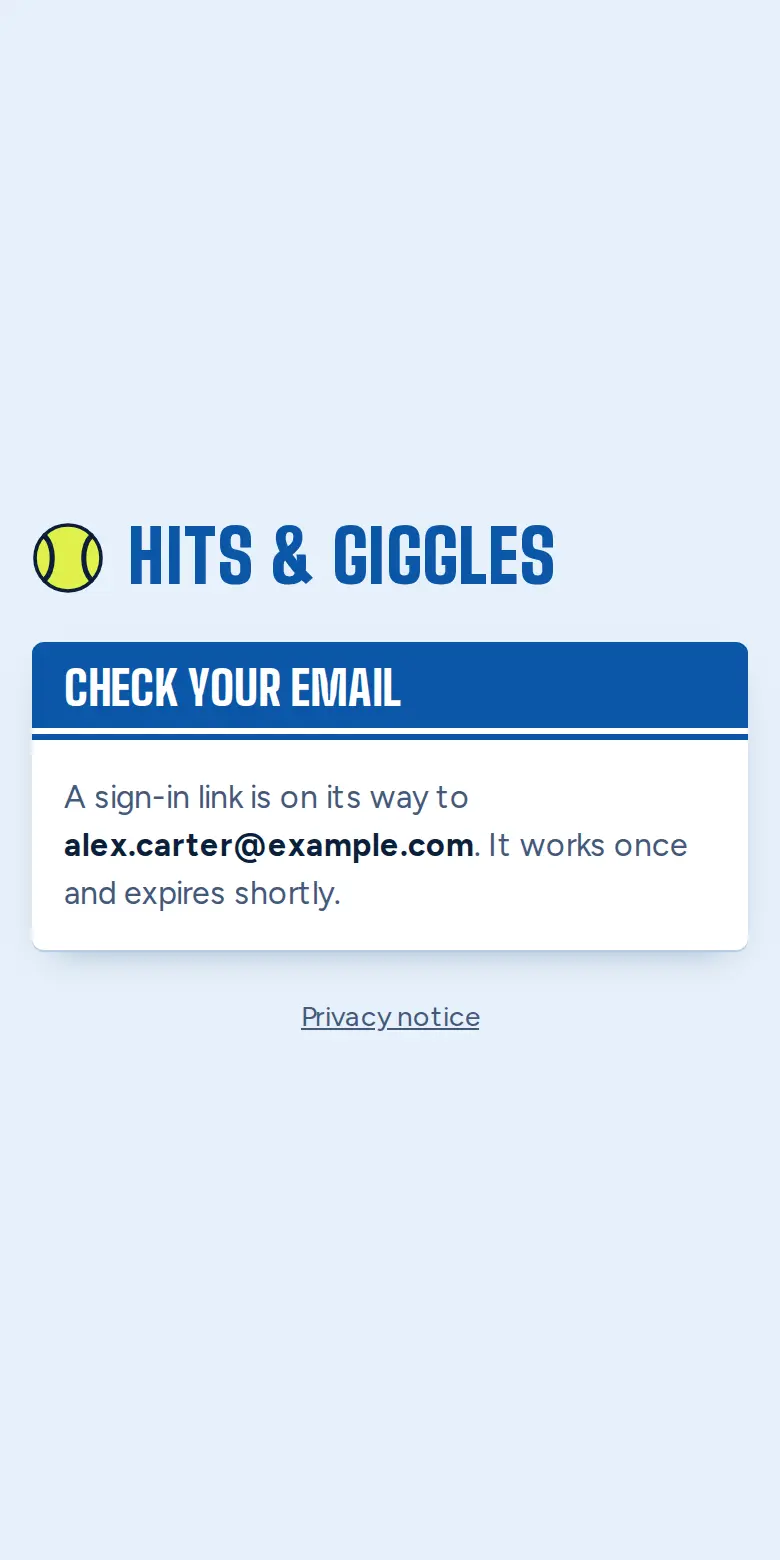 HITS & GIGGLES
CHECK YOUR EMAIL
A sign-in link is on its way to
alex.carter@example.com. It works once
and expires shortly.
Privacy notice